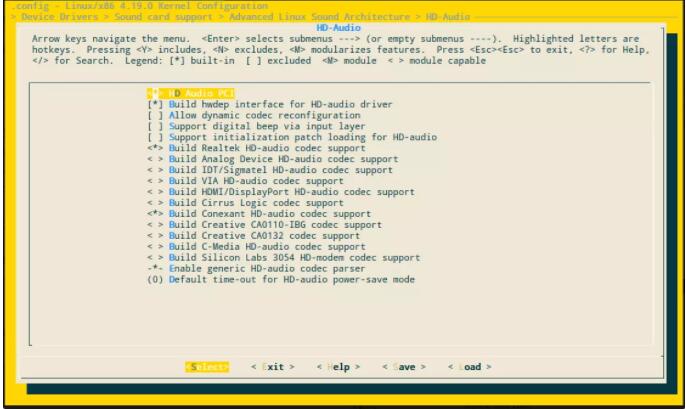 .config - Linux/x86 4.19.0 Kernel Configuration
> Device Drivers > Sound card support > Advanced Linux Sound Architecture > HD-Audio
HD-Audio
Arrow keys navigate the menu. <Enter> selects submenus ---> (or empty submenus ----). Highlighted letters are
hotkeys. Pressing <Y> includes, <N> excludes, <M> modularizes features. Press <Esc><Esc> to exit, <?> for Help,
</> for Search. Legend: [*] built-in [ ] excluded <M> module < > module capable
<*> HD Audio PCI
[*] Build hwdep interface for HD-audio driver
[ ] Allow dynamic codec reconfiguration
[ ] Support digital beep via input layer
[ ] Support initialization patch loading for HD-audio
<*> Build Realtek HD-audio codec support
< > Build Analog Device HD-audio codec support
< > Build IDT/Sigmatel HD-audio codec support
< > Build VIA HD-audio codec support
< > Build HDMI/DisplayPort HD-audio codec support
< > Build Cirrus Logic codec support
<*> Build Conexant HD-audio codec support
< > Build Creative CA0110-IBG codec support
< > Build Creative CA0132 codec support
< > Build C-Media HD-audio codec support
< > Build Silicon Labs 3054 HD-modem codec support
-*- Enable generic HD-audio codec parser
(0) Default time-out for HD-audio power-save mode
<Select> < Exit > < Help > < Save > < Load >